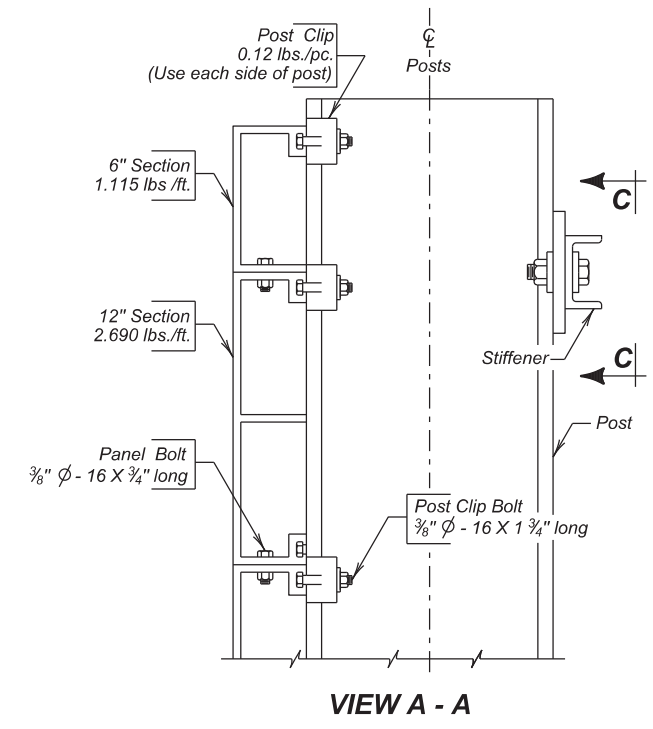 Post Clip
0.12 lbs./pc.
(Use each side of post)
℄
Posts
6" Section
1.115 lbs /ft.
C
12" Section
2.690 lbs./ft.
Stiffener
C
Post
Panel Bolt
⅜" ϕ - 16 X ¾" long
Post Clip Bolt
⅜" ϕ - 16 X 1 ¾" long
VIEW A - A